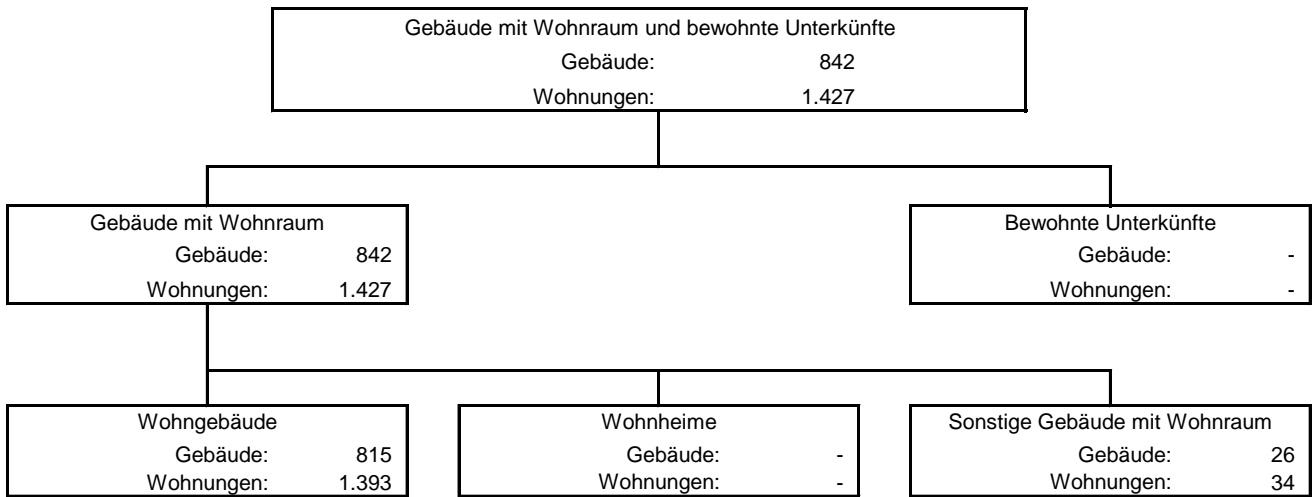 Gebäude mit Wohnraum und bewohnte Unterkünfte
Gebäude: 842
Wohnungen: 1.427
Gebäude mit Wohnraum
Gebäude: 842
Wohnungen: 1.427
Bewohnte Unterkünfte
Gebäude: -
Wohnungen: -
Wohngebäude
Gebäude: 815
Wohnungen: 1.393
Wohnheime
Gebäude: -
Wohnungen: -
Sonstige Gebäude mit Wohnraum
Gebäude: 26
Wohnungen: 34